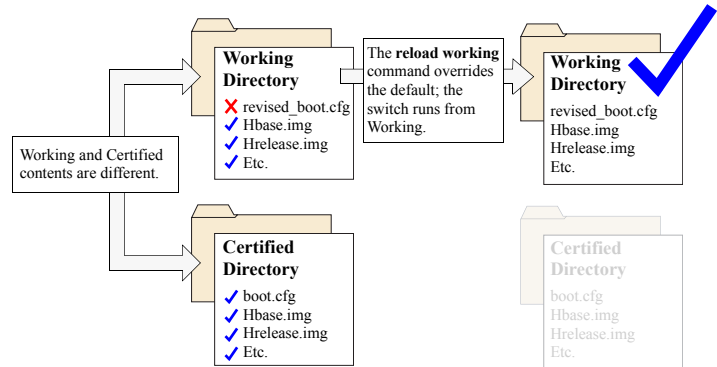 Working and Certified
contents are different.
Working
Directory
revised_boot.cfg
Hbase.img
Hrelease.img
Etc.
Certified
Directory
boot.cfg
Hbase.img
Hrelease.img
Etc.
The reload working
command overrides
the default; the
switch runs from
Working.
Working
Directory
revised_boot.cfg
Hbase.img
Hrelease.img
Etc.
Certified
Directory
boot.cfg
Hbase.img
Hrelease.img
Etc.